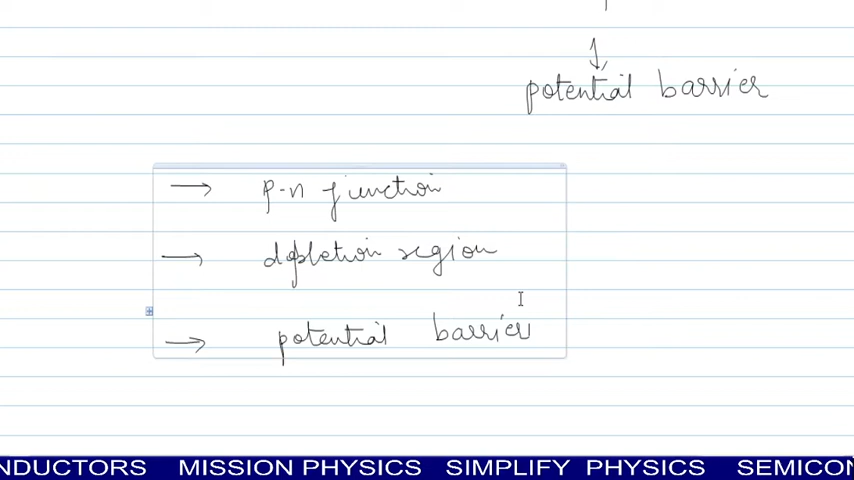 potential barrier
→ p-n junction
→ depletion region
→ potential barrier
NDUCTORS MISSION PHYSICS SIMPLIFY PHYSICS SEMICON